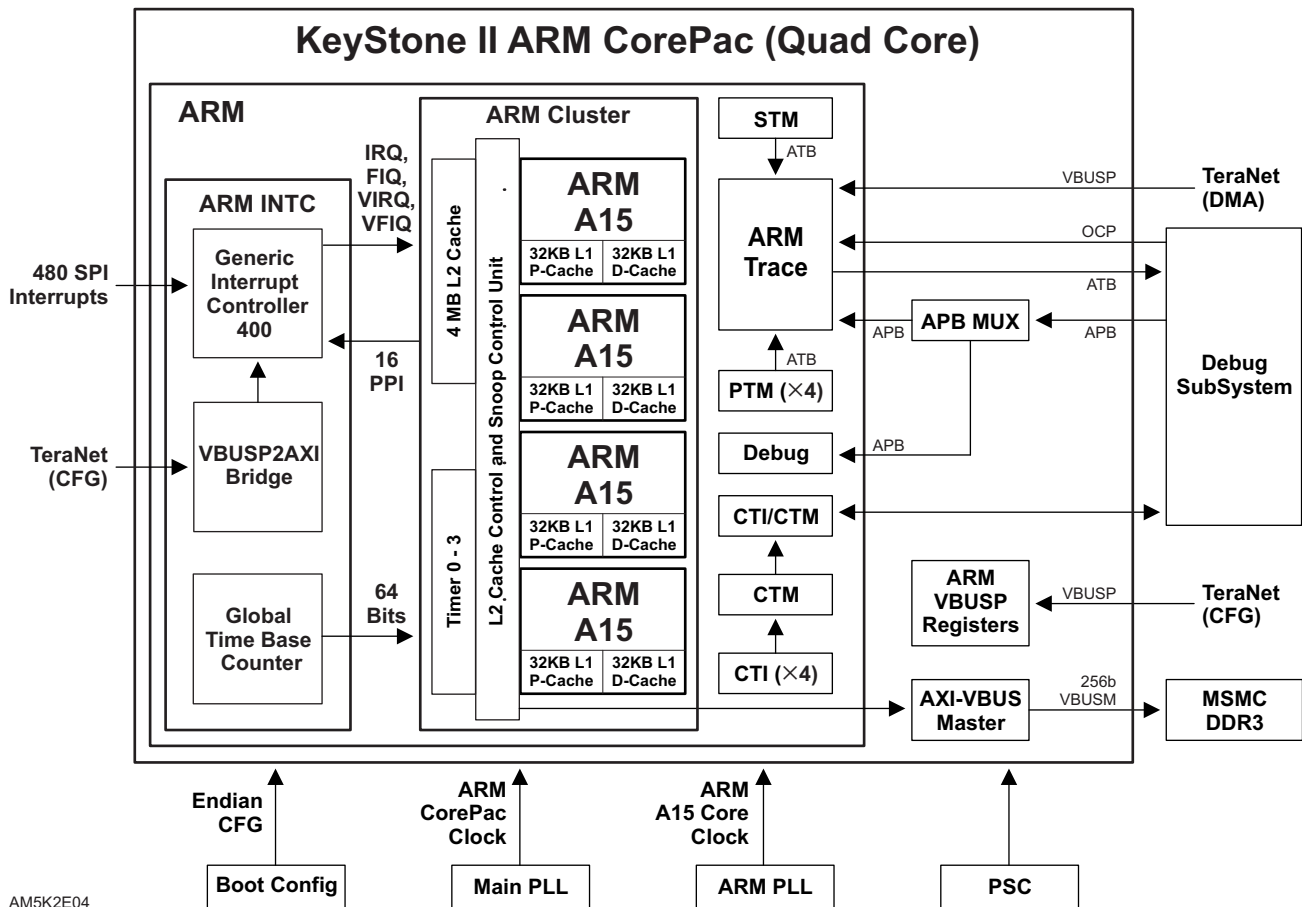 KeyStone II ARM CorePac (Quad Core)
ARM
ARM INTC
Generic
Interrupt
Controller
400
VBUSP2AXI
Bridge
Global
Time Base
Counter
480 SPI
Interrupts
TeraNet
(CFG)
IRQ,
FIQ,
VIRQ,
VFIQ
16
PPI
64
Bits
ARM Cluster
4 MB L2 Cache
Timer 0 - 3
L2 Cache Control and Snoop Control Unit
ARM
A15
32KB L1
P-Cache
32KB L1
D-Cache
ARM
A15
32KB L1
P-Cache
32KB L1
D-Cache
ARM
A15
32KB L1
P-Cache
32KB L1
D-Cache
ARM
A15
32KB L1
P-Cache
32KB L1
D-Cache
STM
ATB
ARM
Trace
ATB
PTM (×4)
Debug
CTI/CTM
CTM
CTI (×4)
VBUSP
TeraNet
(DMA)
OCP
ATB
APB
APB MUX
APB
APB
Debug
SubSystem
ARM
VBUSP
Registers
VBUSP
TeraNet
(CFG)
AXI-VBUS
Master
256b
VBUSM
MSMC
DDR3
Endian
CFG
ARM
CorePac
Clock
ARM
A15 Core
Clock
Boot Config
Main PLL
ARM PLL
PSC
AM5K2E04